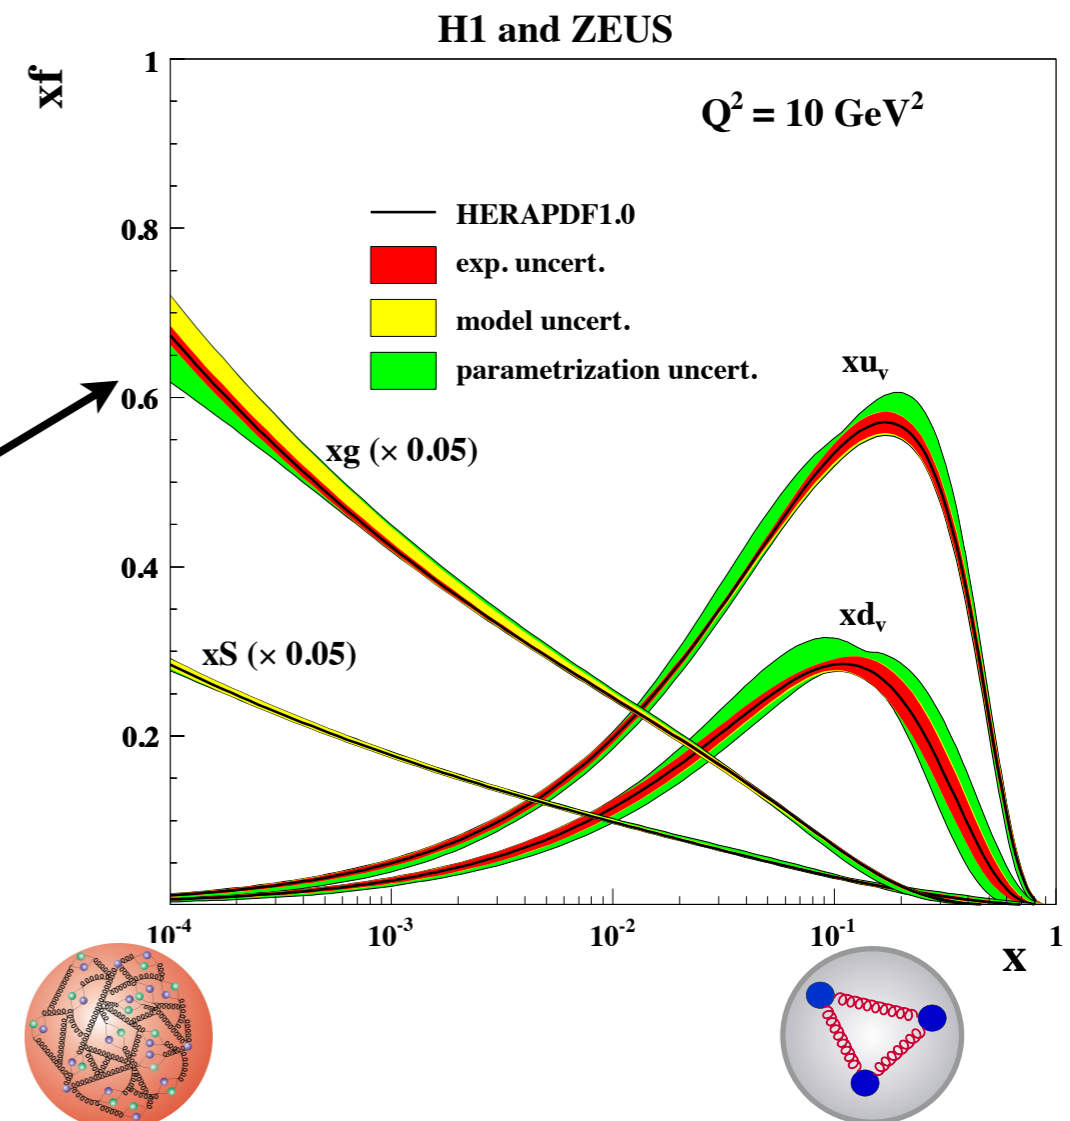 H1 and ZEUS
xf
1
Q² = 10 GeV²
HERAPDF1.0
0.8
exp. uncert.
model uncert.
parametrization uncert.
xuᵥ
0.6
xg (× 0.05)
0.4
xdᵥ
xS (× 0.05)
0.2
10⁻⁴ 10⁻³ 10⁻² 10⁻¹ 1
x